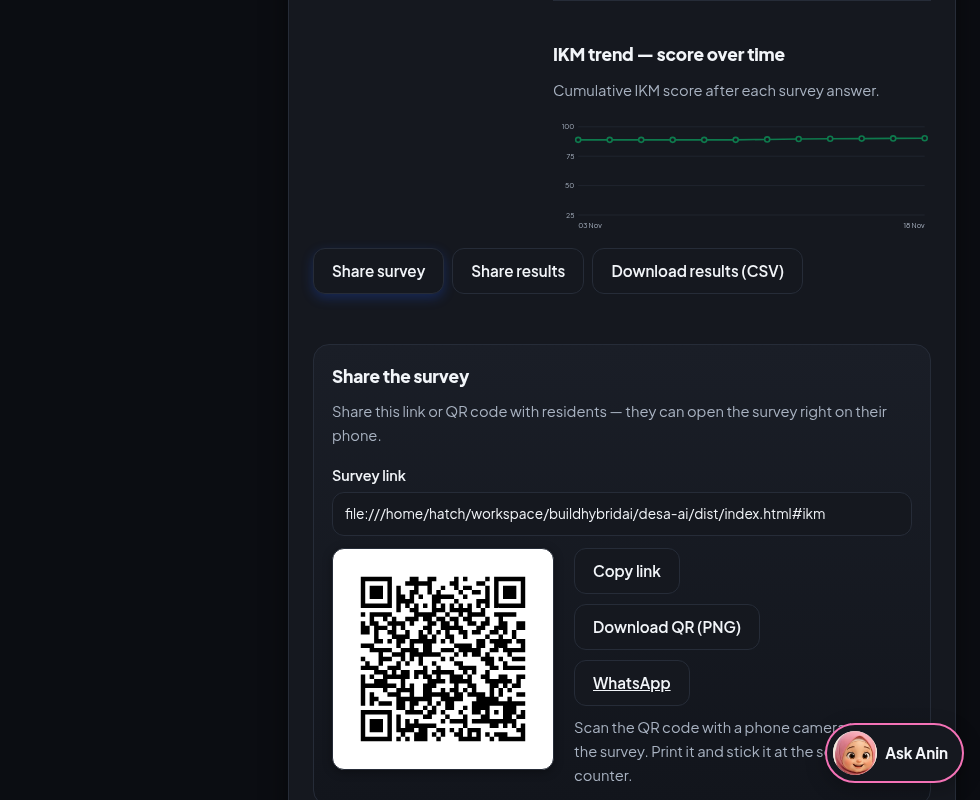 IKM trend — score over time
Cumulative IKM score after each survey answer.
100
75
50
25
03 Nov
18 Nov
Share survey
Share results
Download results (CSV)
Share the survey
Share this link or QR code with residents — they can open the survey right on their
phone.
Survey link
file:///home/hatch/workspace/buildhybridai/desa-ai/dist/index.html#ikm
Copy link
Download QR (PNG)
WhatsApp
Scan the QR code with a phone camera
the survey. Print it and stick it at the
counter.
Ask Anin